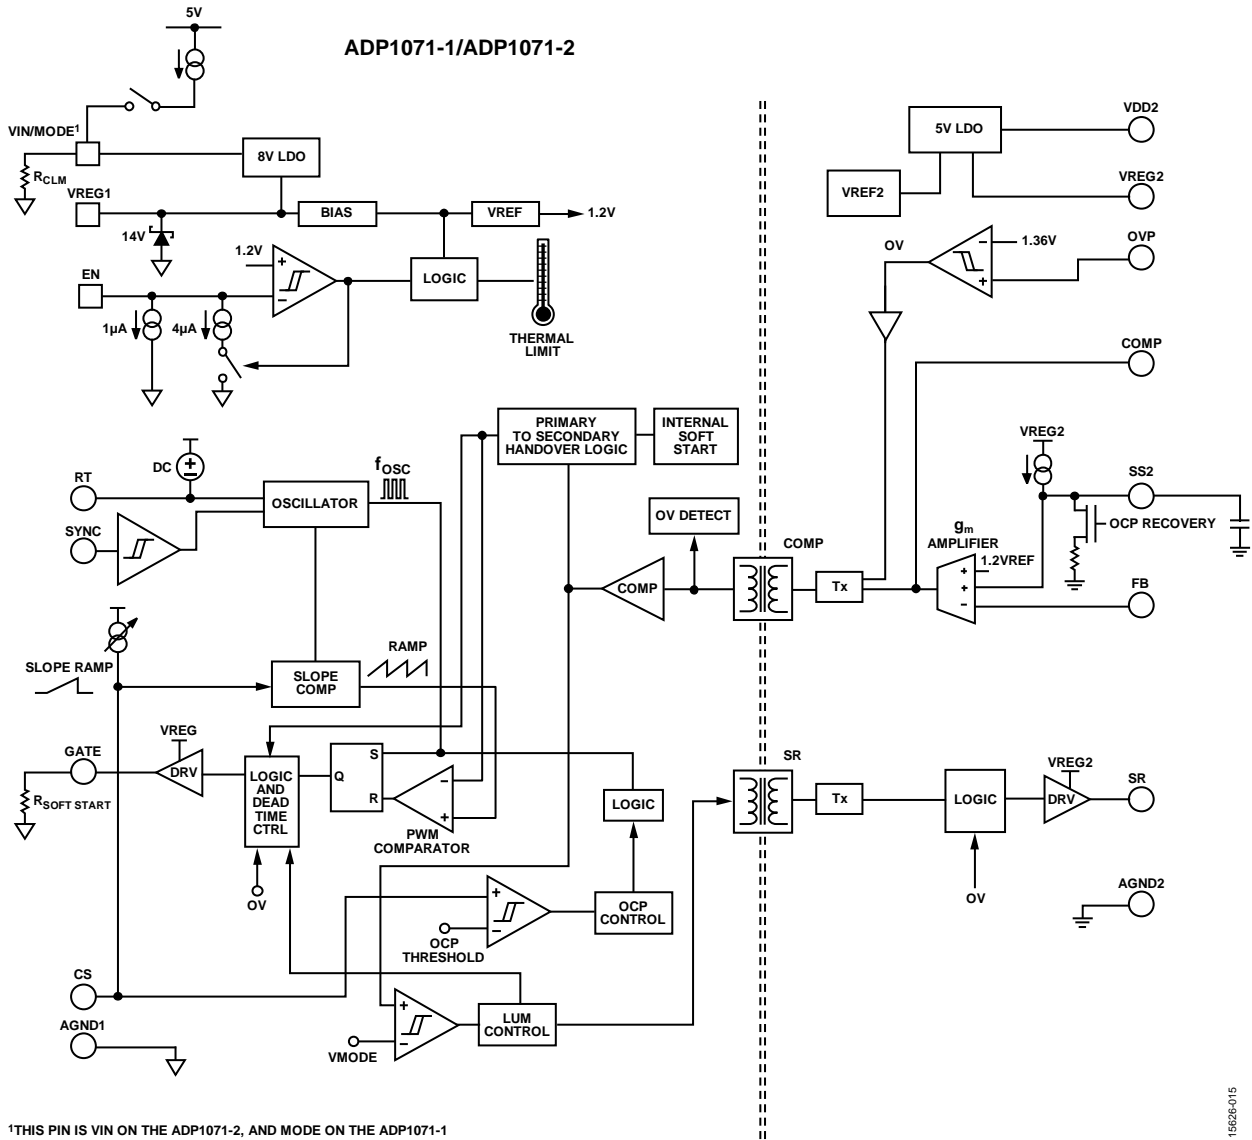 ADP1071-1/ADP1071-2
5V
VIN/MODE1
RCLM
8V LDO
VREG1
BIAS
VREF
1.2V
14V
1.2V
+
−
EN
LOGIC
1µA
4µA
THERMAL
LIMIT
5V LDO
VDD2
VREF2
VREG2
OV
−
1.36V
+
OVP
COMP
PRIMARY
TO SECONDARY
HANDOVER LOGIC
INTERNAL
SOFT
START
DC
+
−
RT
fOSC
OSCILLATOR
SYNC
OV DETECT
COMP
COMP
Tx
VREG2
SS2
OCP RECOVERY
gm
AMPLIFIER
+
1.2VREF
+
−
FB
SLOPE RAMP
SLOPE
COMP
RAMP
VREG
GATE
DRV
RSOFT START
LOGIC
AND
DEAD
TIME
CTRL
Q
S
R
−
+
PWM
COMPARATOR
LOGIC
OV
+
−
OCP
THRESHOLD
OCP
CONTROL
SR
Tx
LOGIC
VREG2
DRV
SR
OV
AGND2
CS
AGND1
+
−
VMODE
LUM
CONTROL
1THIS PIN IS VIN ON THE ADP1071-2, AND MODE ON THE ADP1071-1
15626-015